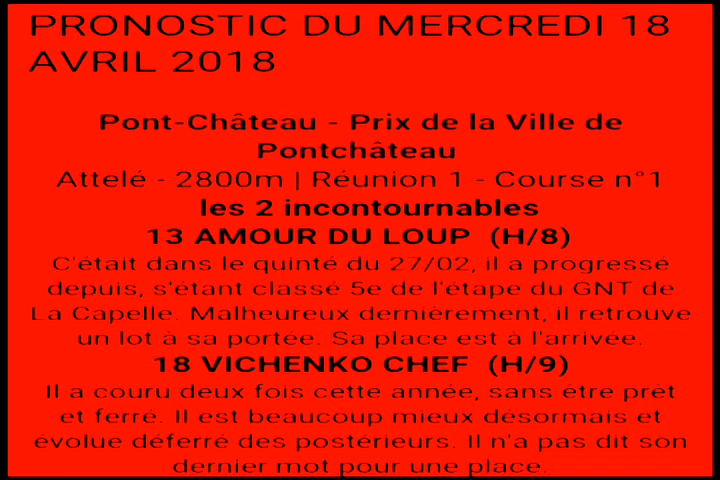 PRONOSTIC DU MERCREDI 18
AVRIL 2018
Pont-Château - Prix de la Ville de
Pontchâteau
Attelé - 2800m | Réunion 1 - Course n°1
les 2 incontournables
13 AMOUR DU LOUP (H/8)
C'était dans le quinté du 27/02, il a progressé
depuis, s'étant classé 5e de l'étape du GNT de
La Capelle. Malheureux dernièrement, il retrouve
un lot à sa portée. Sa place est à l'arrivée.
18 VICHENKO CHEF (H/9)
Il a couru deux fois cette année, sans être prêt
et ferré. Il est beaucoup mieux désormais et
évolue déferré des postérieurs. Il n'a pas dit son
dernier mot pour une place.